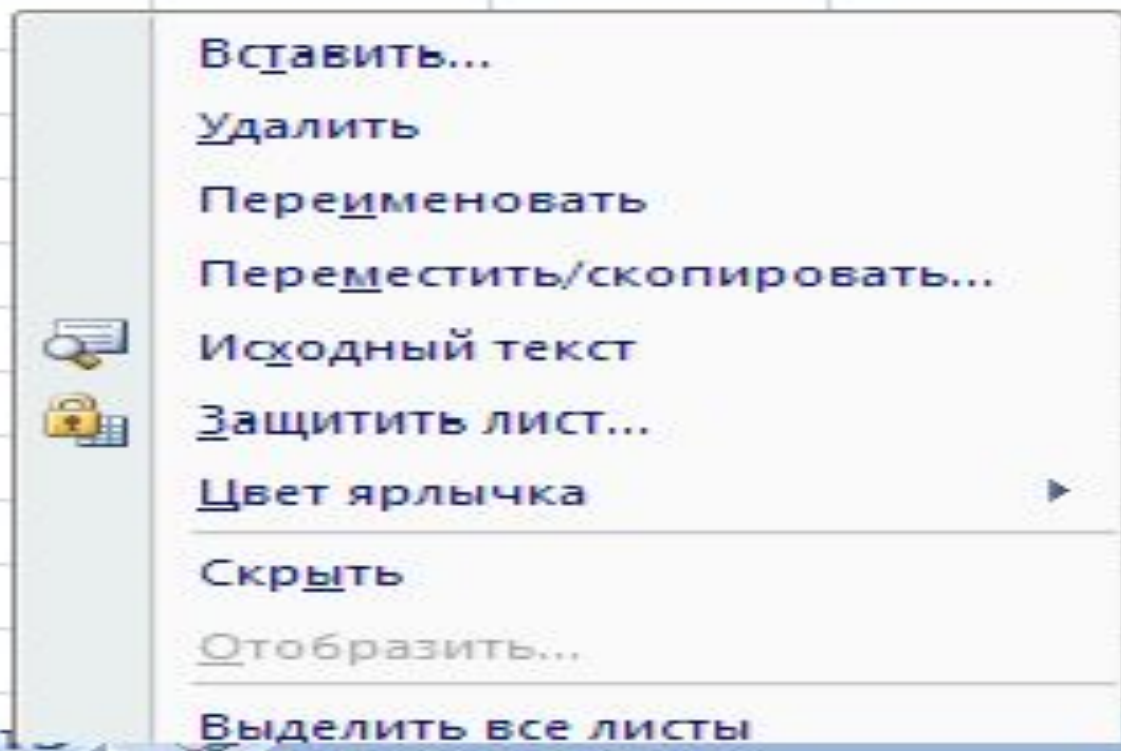 Вставить...
Удалить
Переименовать
Переместить/скопировать...
Исходный текст
Защитить лист...
Цвет ярлычка
Скрыть
Отобразить...
Выделить все листы